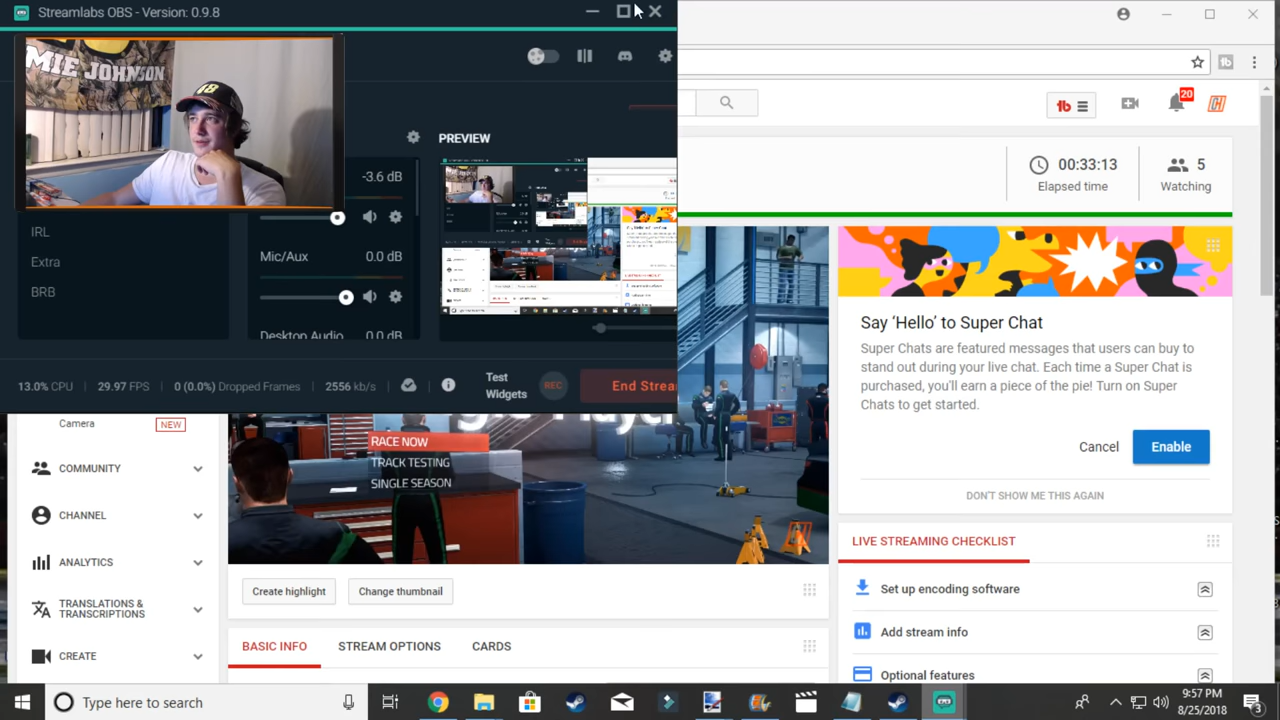 Streamlabs OBS - Version: 0.9.8
MIE JOHNSON
48
IRL
Extra
BRB
-3.6 dB
Mic/Aux
0.0 dB
Desktop Audio
0.0 dB
PREVIEW
13.0% CPU
29.97 FPS
0 (0.0%) Dropped Frames
2556 kb/s
Test
Widgets
REC
End Strea
20
00:33:13
Elapsed time
5
Watching
Camera
NEW
COMMUNITY
CHANNEL
ANALYTICS
TRANSLATIONS &
TRANSCRIPTIONS
CREATE
RACE NOW
TRACK TESTING
SINGLE SEASON
Create highlight
Change thumbnail
BASIC INFO
STREAM OPTIONS
CARDS
Say ‘Hello’ to Super Chat
Super Chats are featured messages that users can buy to
stand out during your live chat. Each time a Super Chat is
purchased, you'll earn a piece of the pie! Turn on Super
Chats to get started.
Cancel
Enable
DON'T SHOW ME THIS AGAIN
LIVE STREAMING CHECKLIST
Set up encoding software
Add stream info
Optional features
Type here to search
9:57 PM
8/25/2018
3